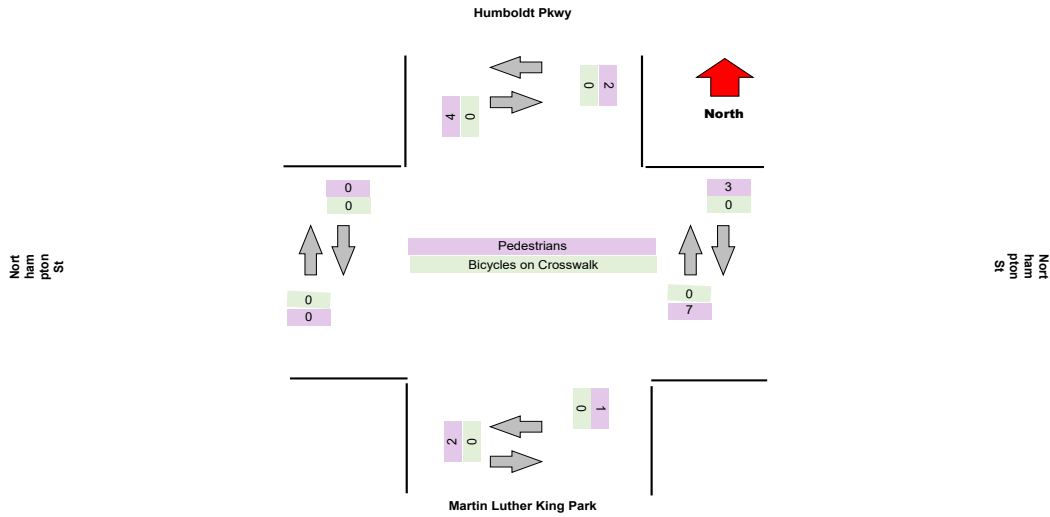 Humboldt Pkwy
0
2
4
0
North
0
0
3
0
Nort
ham
pton
St
Pedestrians
Bicycles on Crosswalk
Nort
ham
pton
St
0
0
0
7
0
1
2
0
Martin Luther King Park